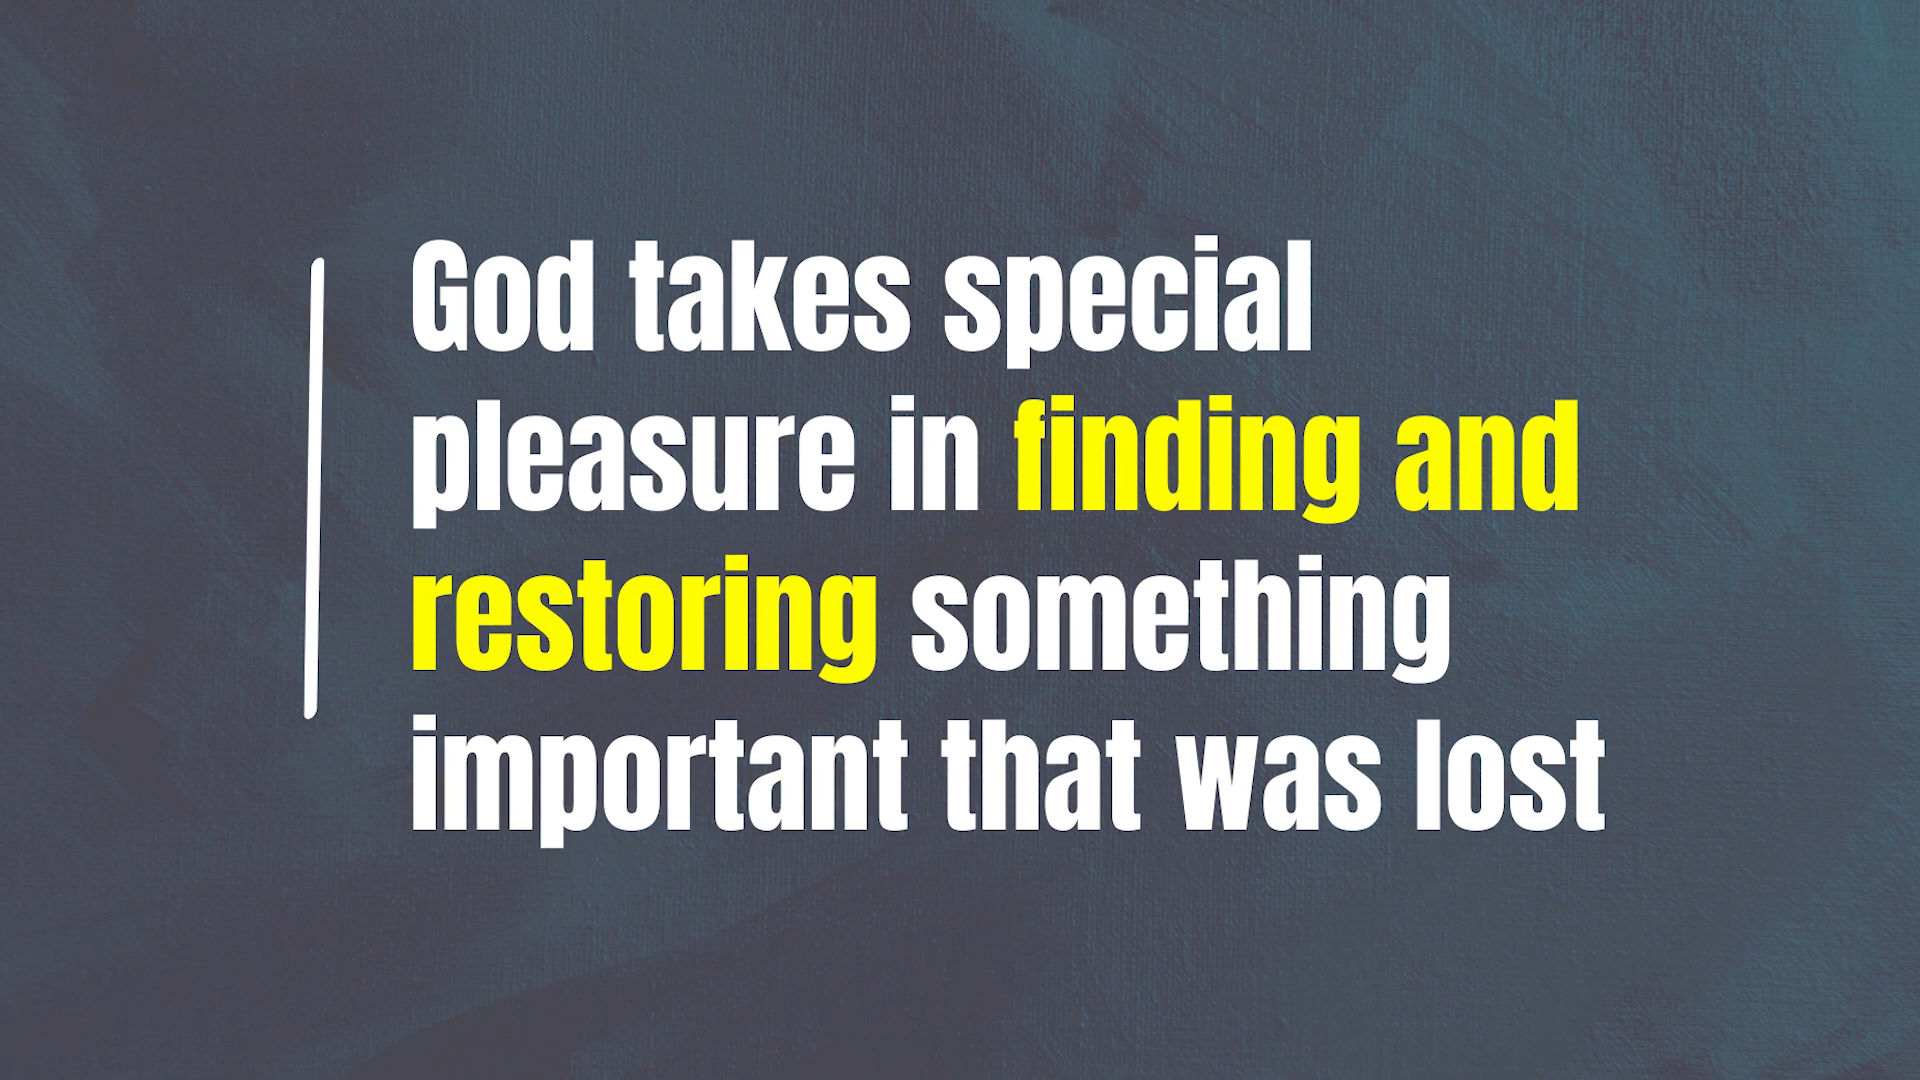 God takes special
pleasure in finding and
restoring something
important that was lost